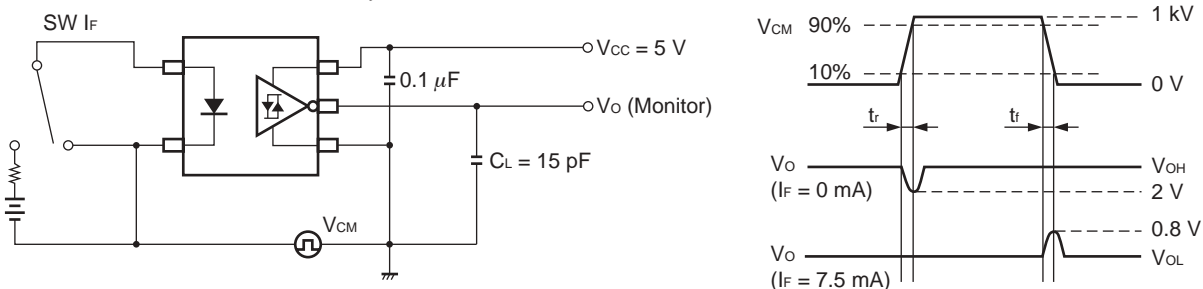 SW IF
VCC = 5 V
0.1 μF
VO (Monitor)
CL = 15 pF
VCM
VCM 90%
10%
1 kV
0 V
tr
tf
VO
(IF = 0 mA)
VOH
2 V
0.8 V
VO
(IF = 7.5 mA)
VOL